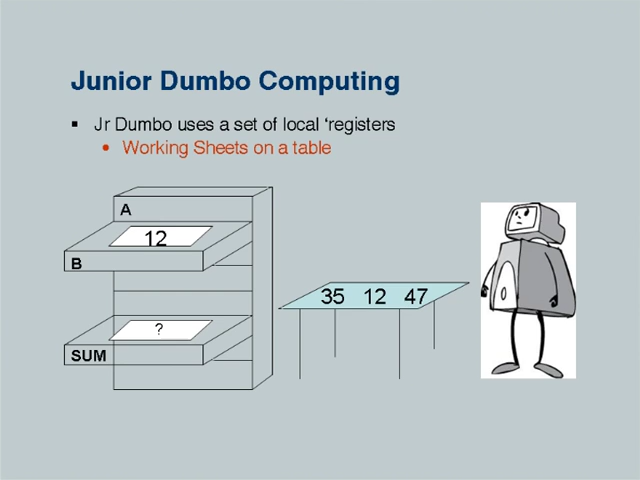 Junior Dumbo Computing
▪ Jr Dumbo uses a set of local ‘registers
• Working Sheets on a table
A
12
B
35 12 47
?
SUM